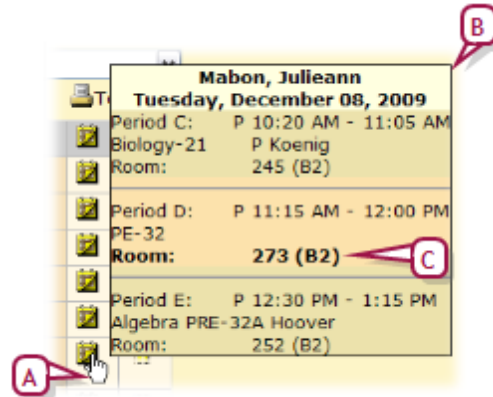 B
To
Mabon, Julieann
Tuesday, December 08, 2009
Period C: P 10:20 AM - 11:05 AM
Biology-21 P Koenig
Room: 245 (B2)
Period D: P 11:15 AM - 12:00 PM
PE-32
Room: 273 (B2)
C
Period E: P 12:30 PM - 1:15 PM
Algebra PRE-32A Hoover
Room: 252 (B2)
A